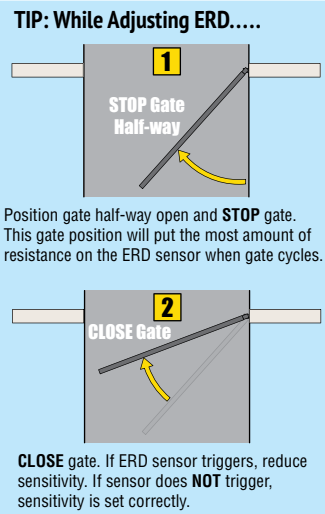 TIP: While Adjusting ERD.....
1
STOP Gate
Half-way
Position gate half-way open and STOP gate.
This gate position will put the most amount of
resistance on the ERD sensor when gate cycles.
2
CLOSE Gate
CLOSE gate. If ERD sensor triggers, reduce
sensitivity. If sensor does NOT trigger,
sensitivity is set correctly.